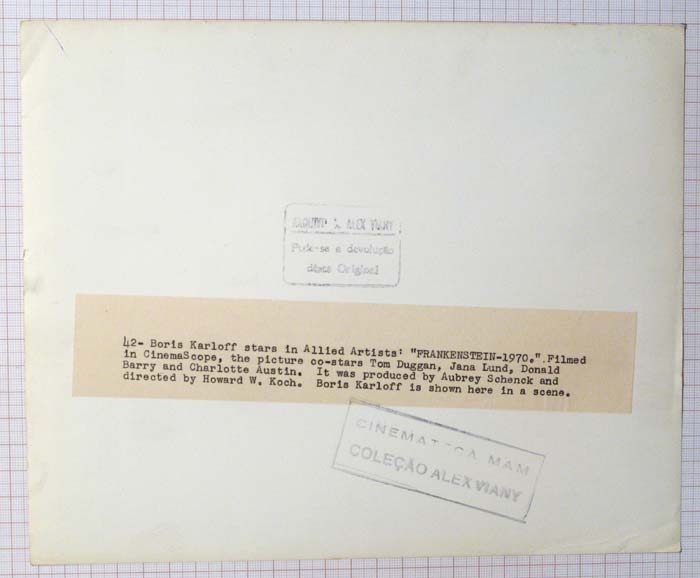 ARQUIVO ALEX VIANY
Pede-se a devolução
dêste Original
42- Boris Karloff stars in Allied Artists' "FRANKENSTEIN-1970." Filmed
in CinemaScope, the picture co-stars Tom Duggan, Jana Lund, Donald
Barry and Charlotte Austin. It was produced by Aubrey Schenck and
directed by Howard W. Koch. Boris Karloff is shown here in a scene.
CINEMATECA MAM
COLEÇÃO ALEX VIANY